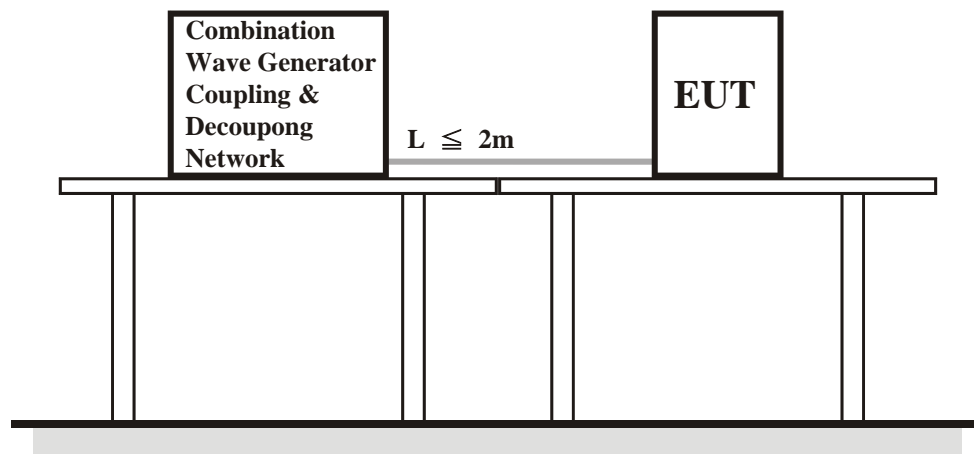 Combination
Wave Generator
Coupling &
Decoupong
Network
L ≦ 2m
EUT